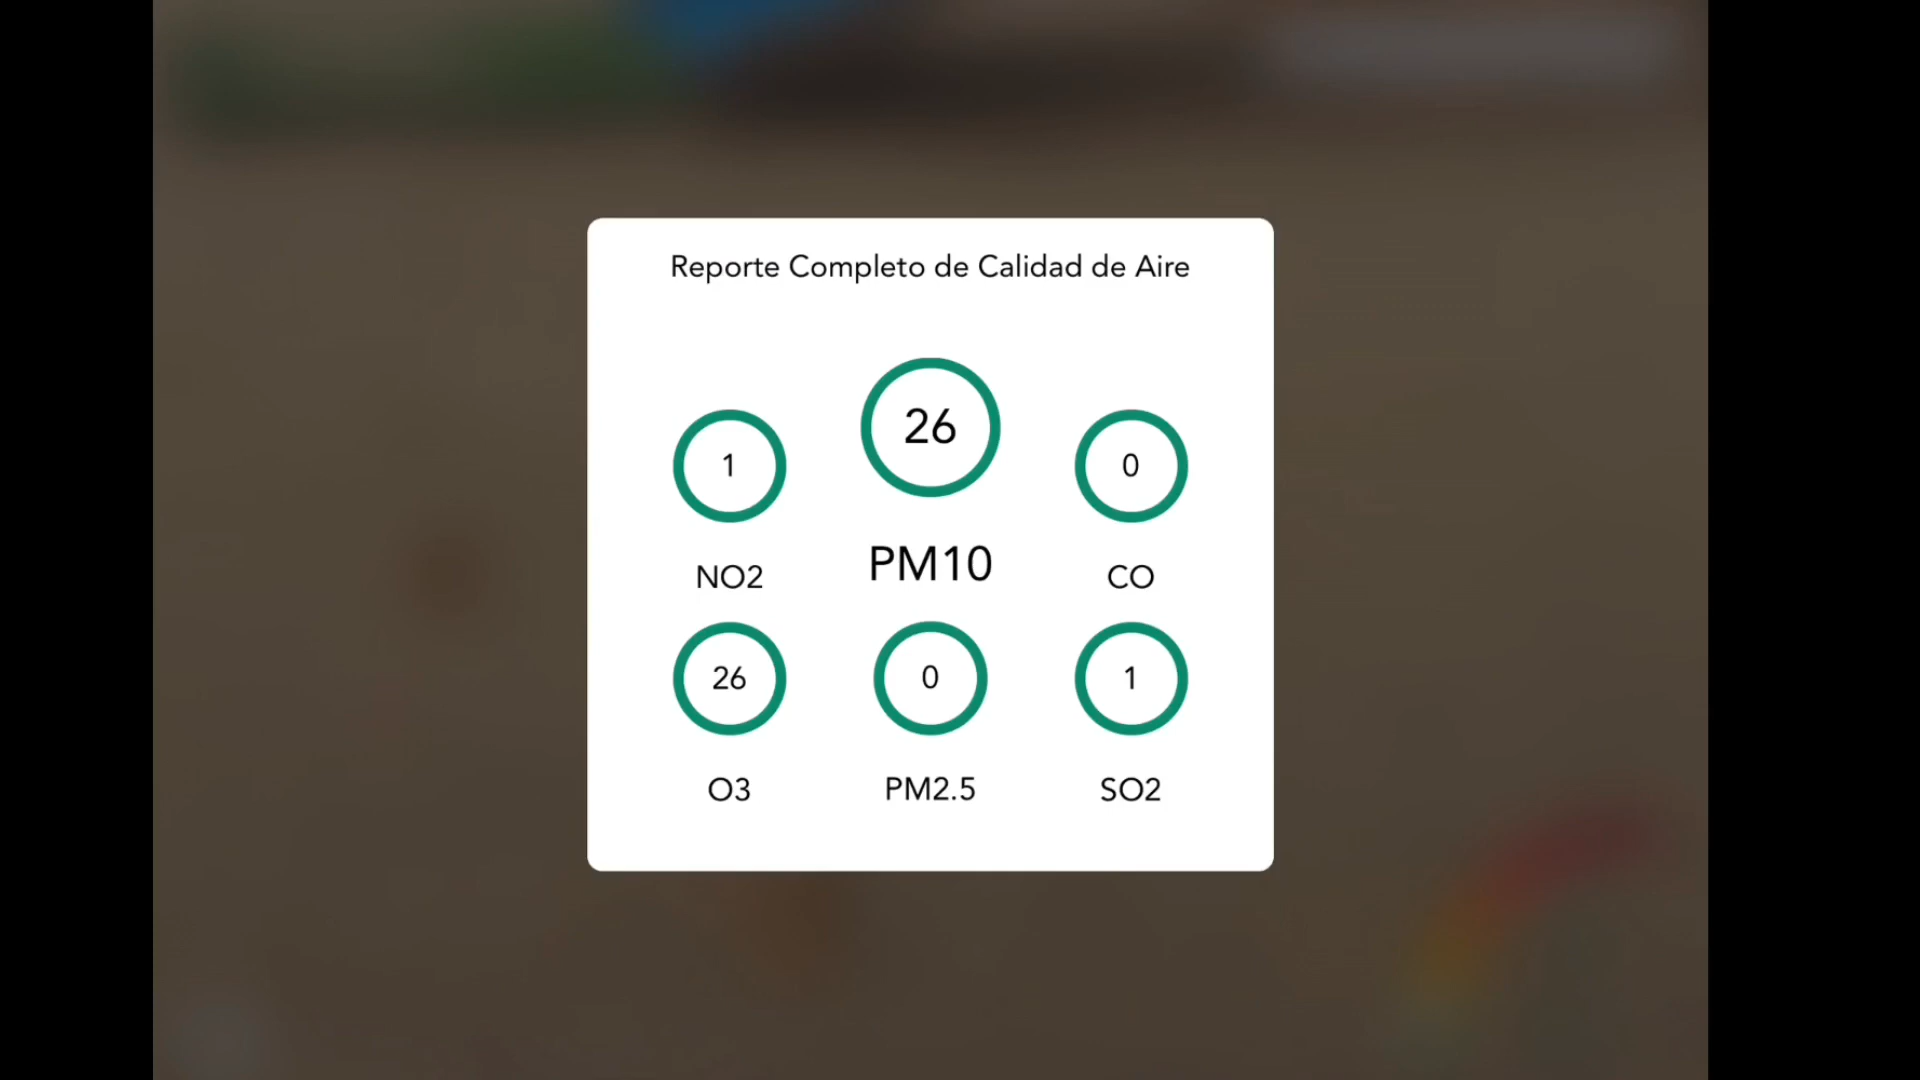 Reporte Completo de Calidad de Aire
1
26
0
NO2
PM10
CO
26
0
1
O3
PM2.5
SO2